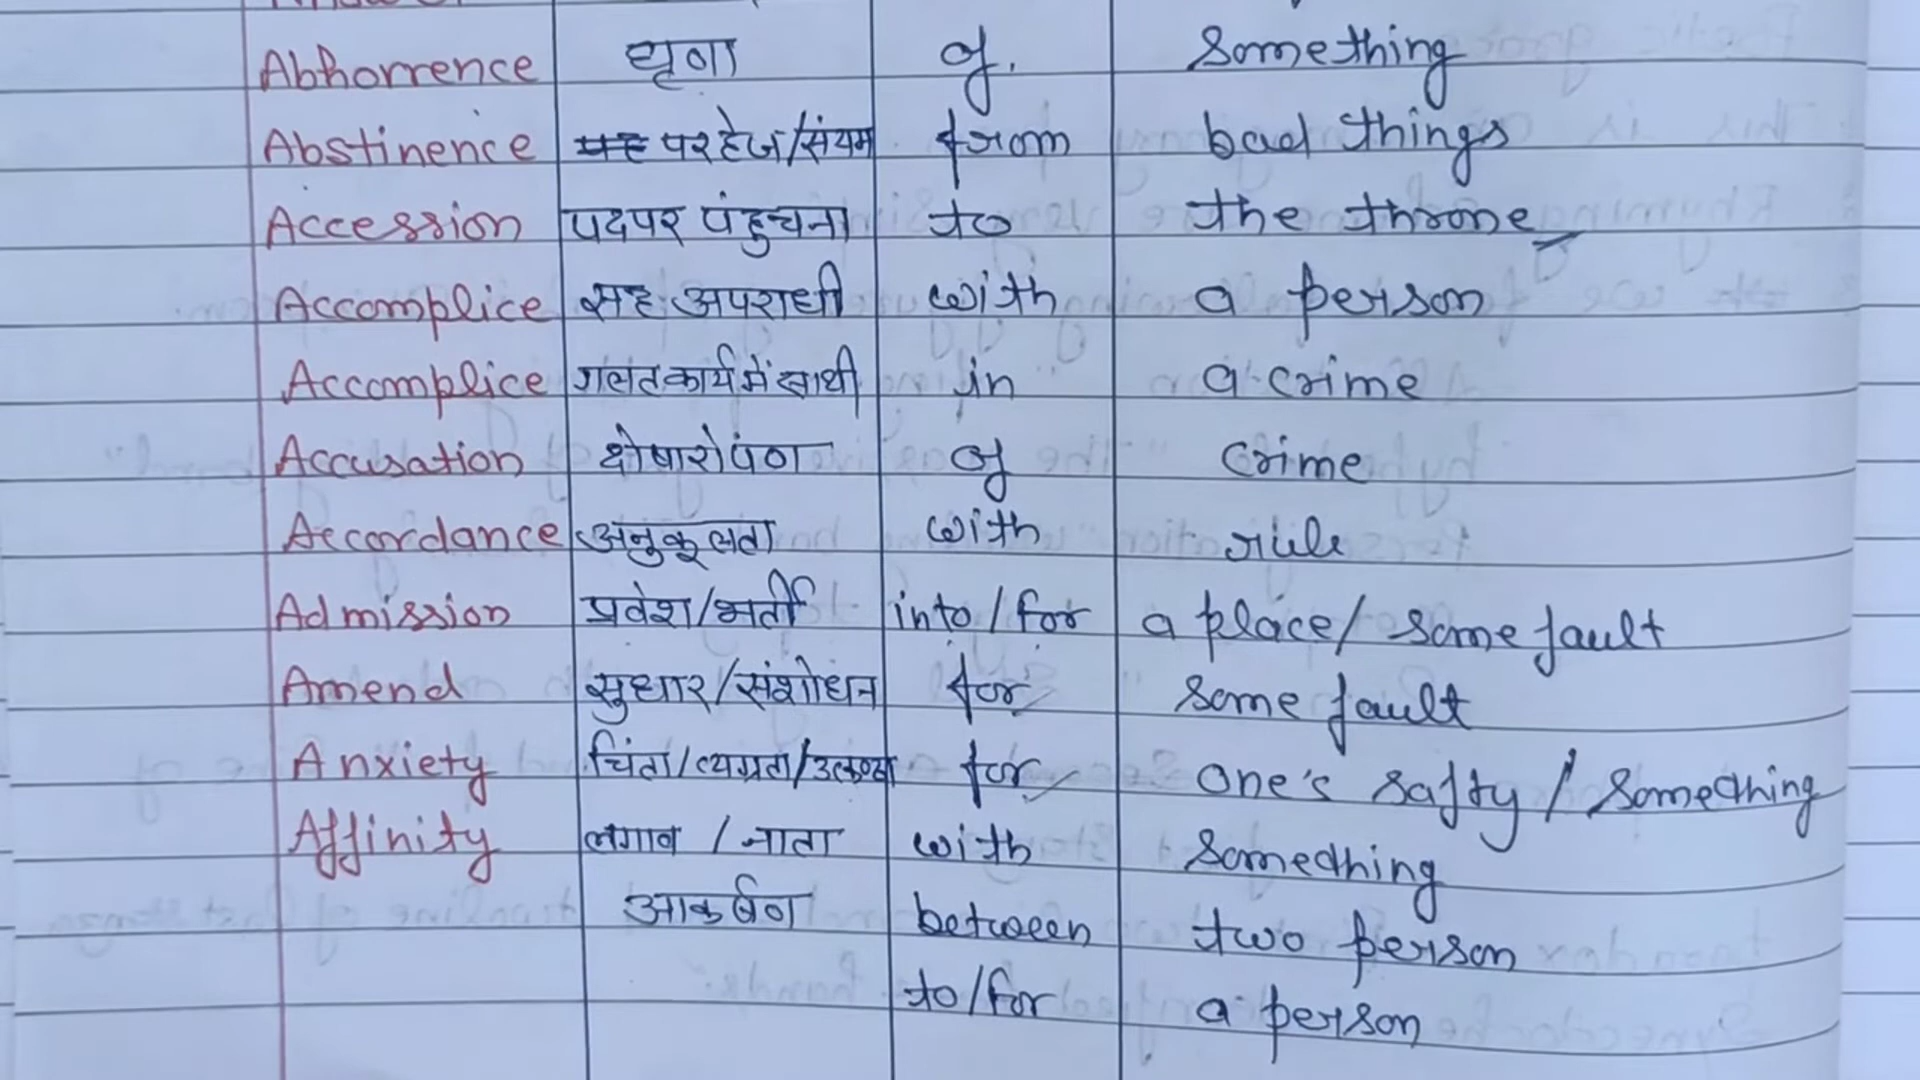 Abhorrence घृणा of. Something
Abstinence परहेज/संयम from bad things
Accession पदपर पंहुचना to the throne
Accomplice सह अपराधी with a person
Accomplice गलतकार्य में साथी in a crime
Accusation दोषारोपंण of Crime
Accordance अनुकूलता with rule
Admission प्रवेश/भर्ती into/for a place/ some fault
Amend सुधार/संशोधन for some fault
Anxiety चिंता/व्यग्रता/ for one's safty / Something
Affinity लगाव / नाता with Something
आकर्षण between two person
to/for a person